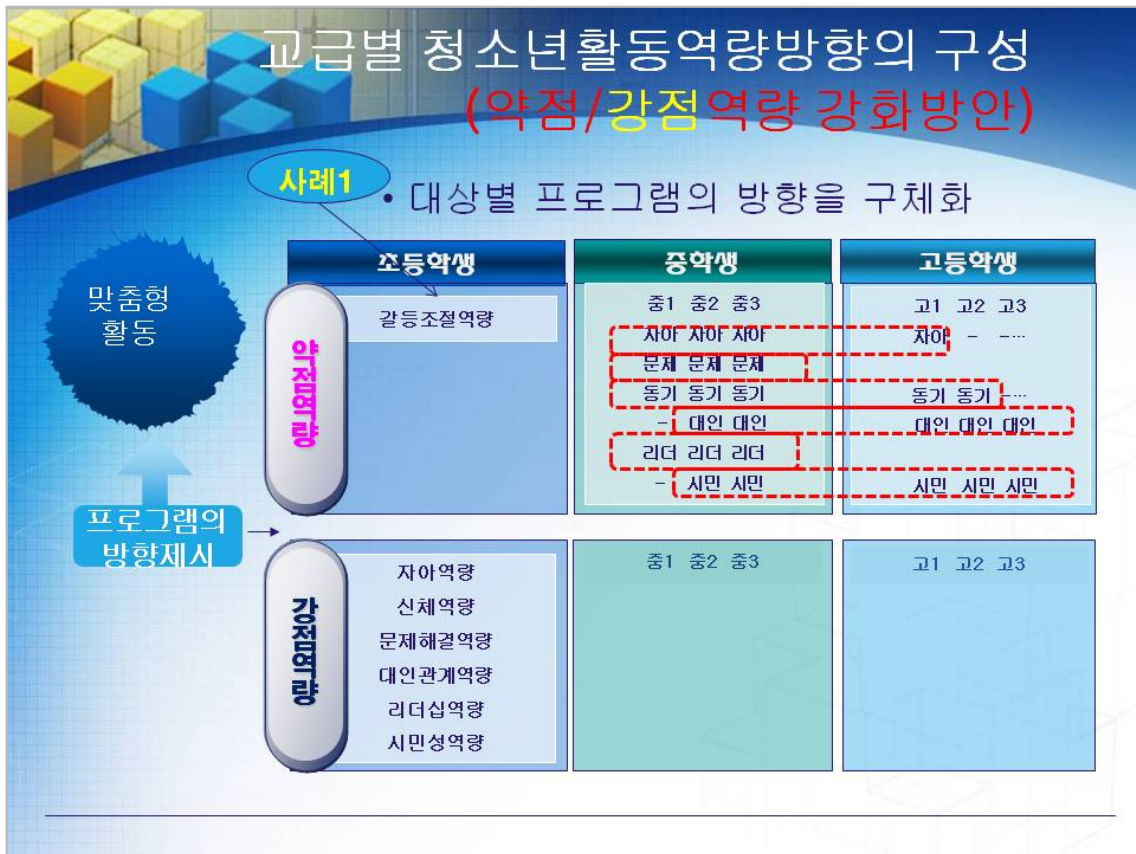 교급별 청소년활동역량방향의 구성
(약점/강점역량 강화방안)
사례1
• 대상별 프로그램의 방향을 구체화
맞춤형
활동
프로그램의
방향제시
초등학생
중학생
고등학생
약점역량
갈등조절역량
중1 중2 중3
자아 자아 자아
문제 문제 문제
동기 동기 동기
- 대인 대인
리더 리더 리더
- 시민 시민
고1 고2 고3
자아 - -…
동기 동기 -…
대인 대인 대인
시민 시민 시민
강점역량
자아역량
신체역량
문제해결역량
대인관계역량
리더십역량
시민성역량
중1 중2 중3
고1 고2 고3